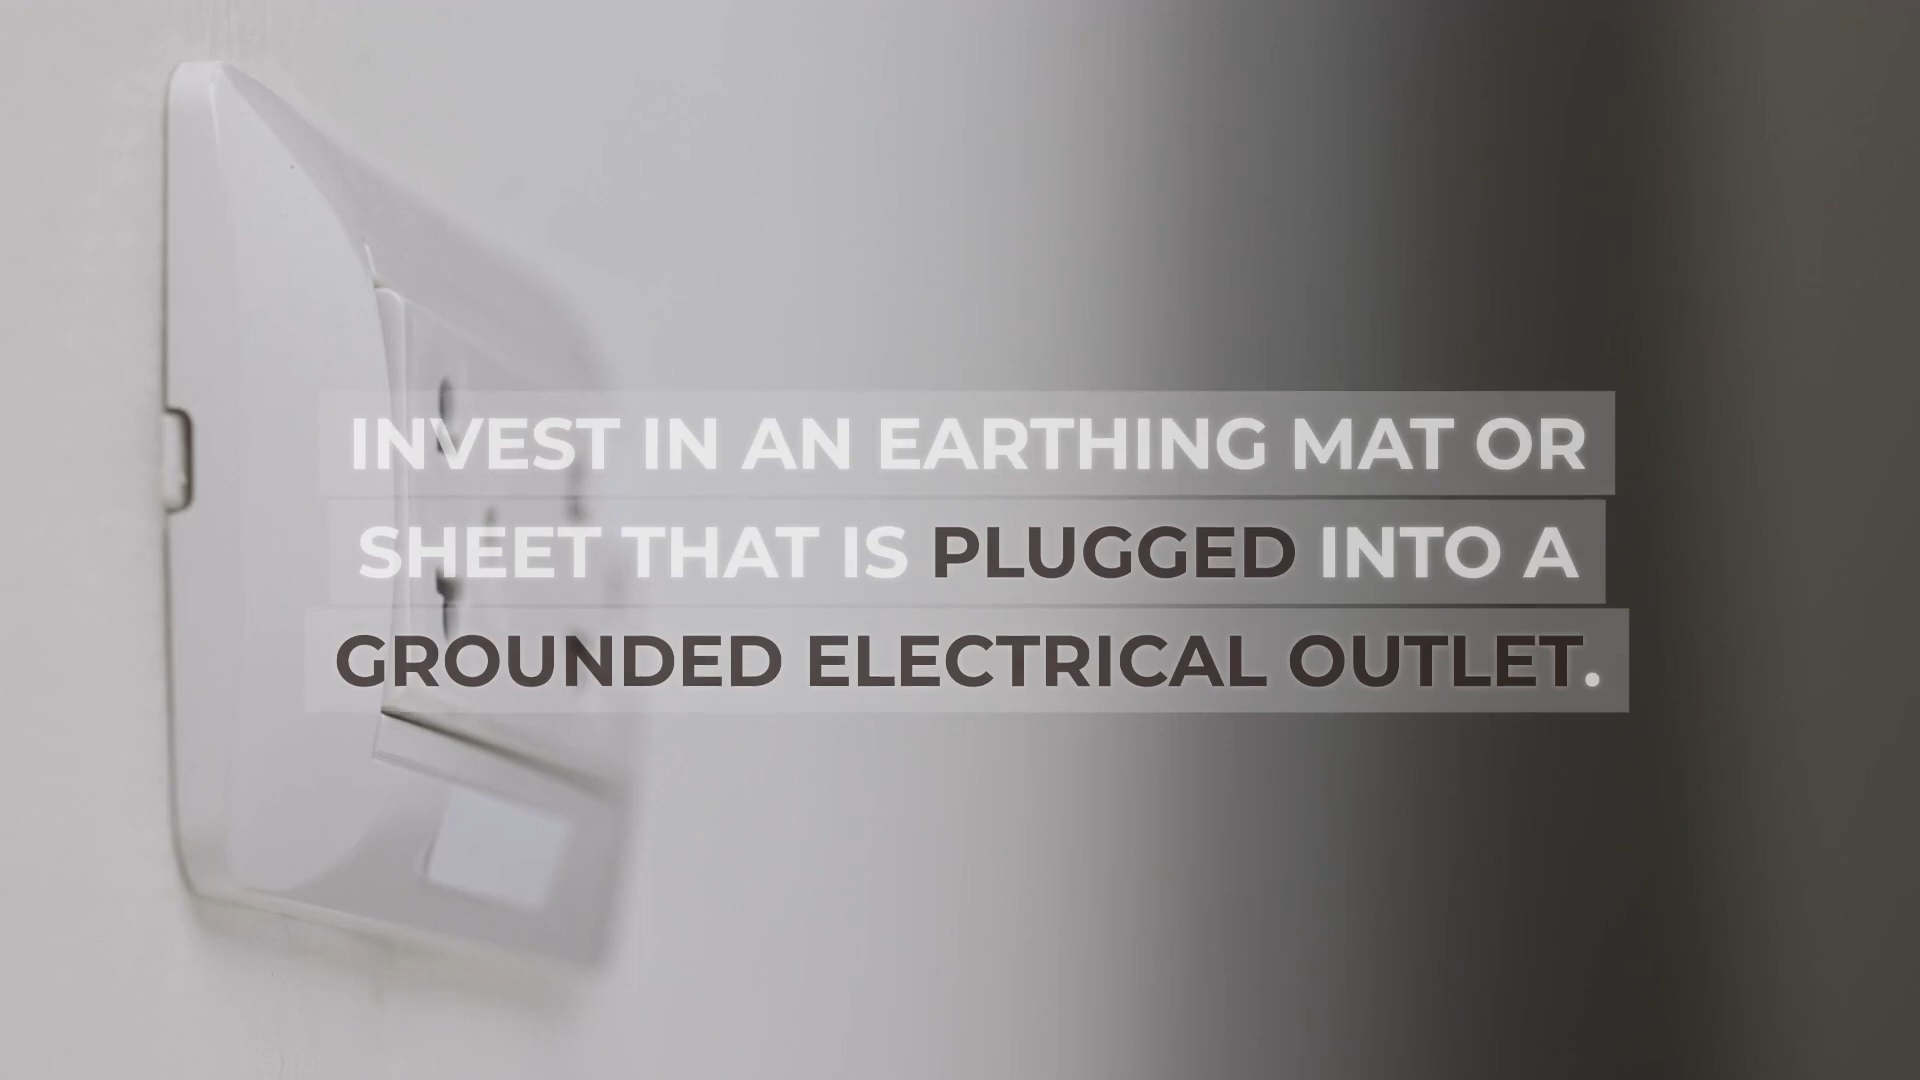 INVEST IN AN EARTHING MAT OR
SHEET THAT IS PLUGGED INTO A
GROUNDED ELECTRICAL OUTLET.